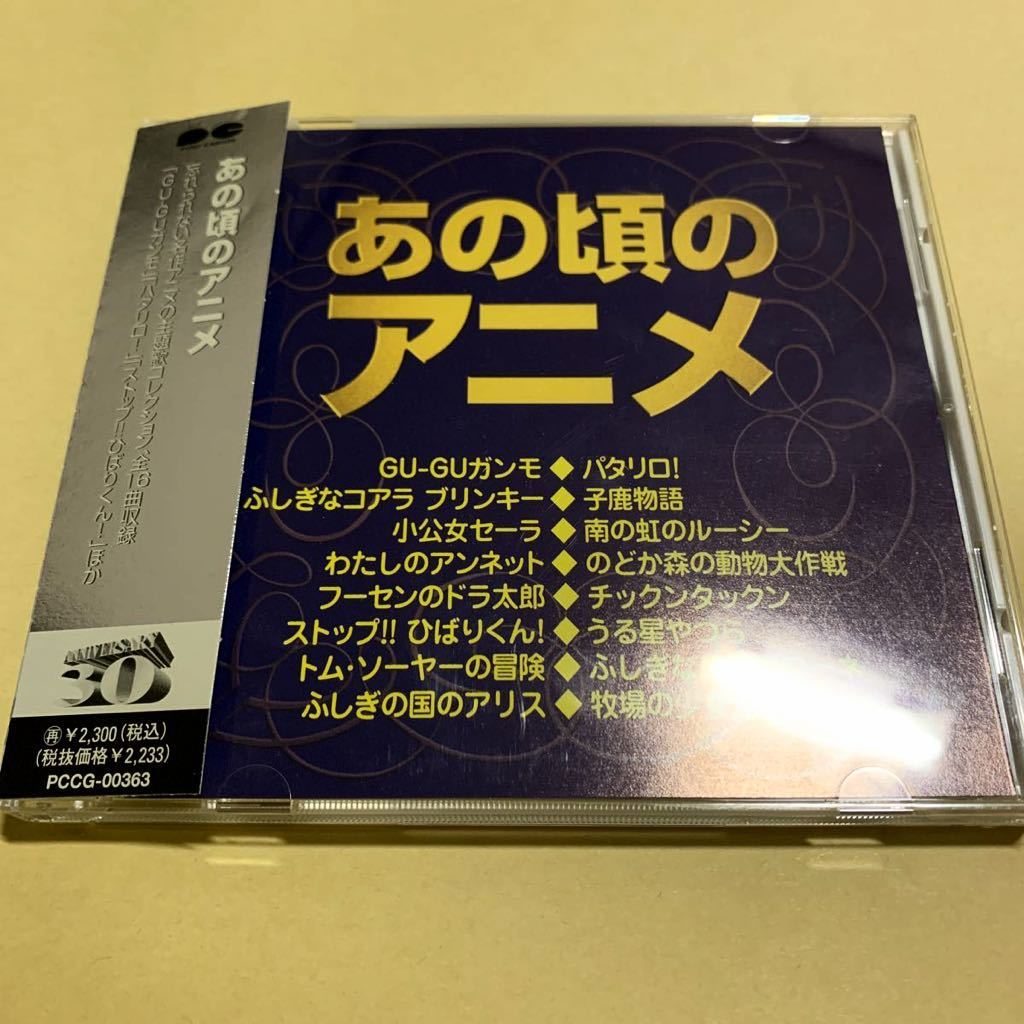 PONY CANYON
あの頃のアニメ
忘れられない名作アニメの主題歌コレクション、全16曲収録
「GU-GUガンモ」「パタリロ!」「ストップ!!ひばりくん!」ほか
ANNIVERSARY
30
再 ¥2,300(税込)
(税抜価格¥2,233)
PCCG-00363
あの頃の
アニメ
GU-GUガンモ◆パタリロ!
ふしぎなコアラ ブリンキー◆子鹿物語
小公女セーラ◆南の虹のルーシー
わたしのアンネット◆のどか森の動物大作戦
フーセンのドラ太郎◆チックンタックン
ストップ!! ひばりくん!◆うる星やつら
トム・ソーヤーの冒険◆ふしぎな
ふしぎの国のアリス◆牧場の